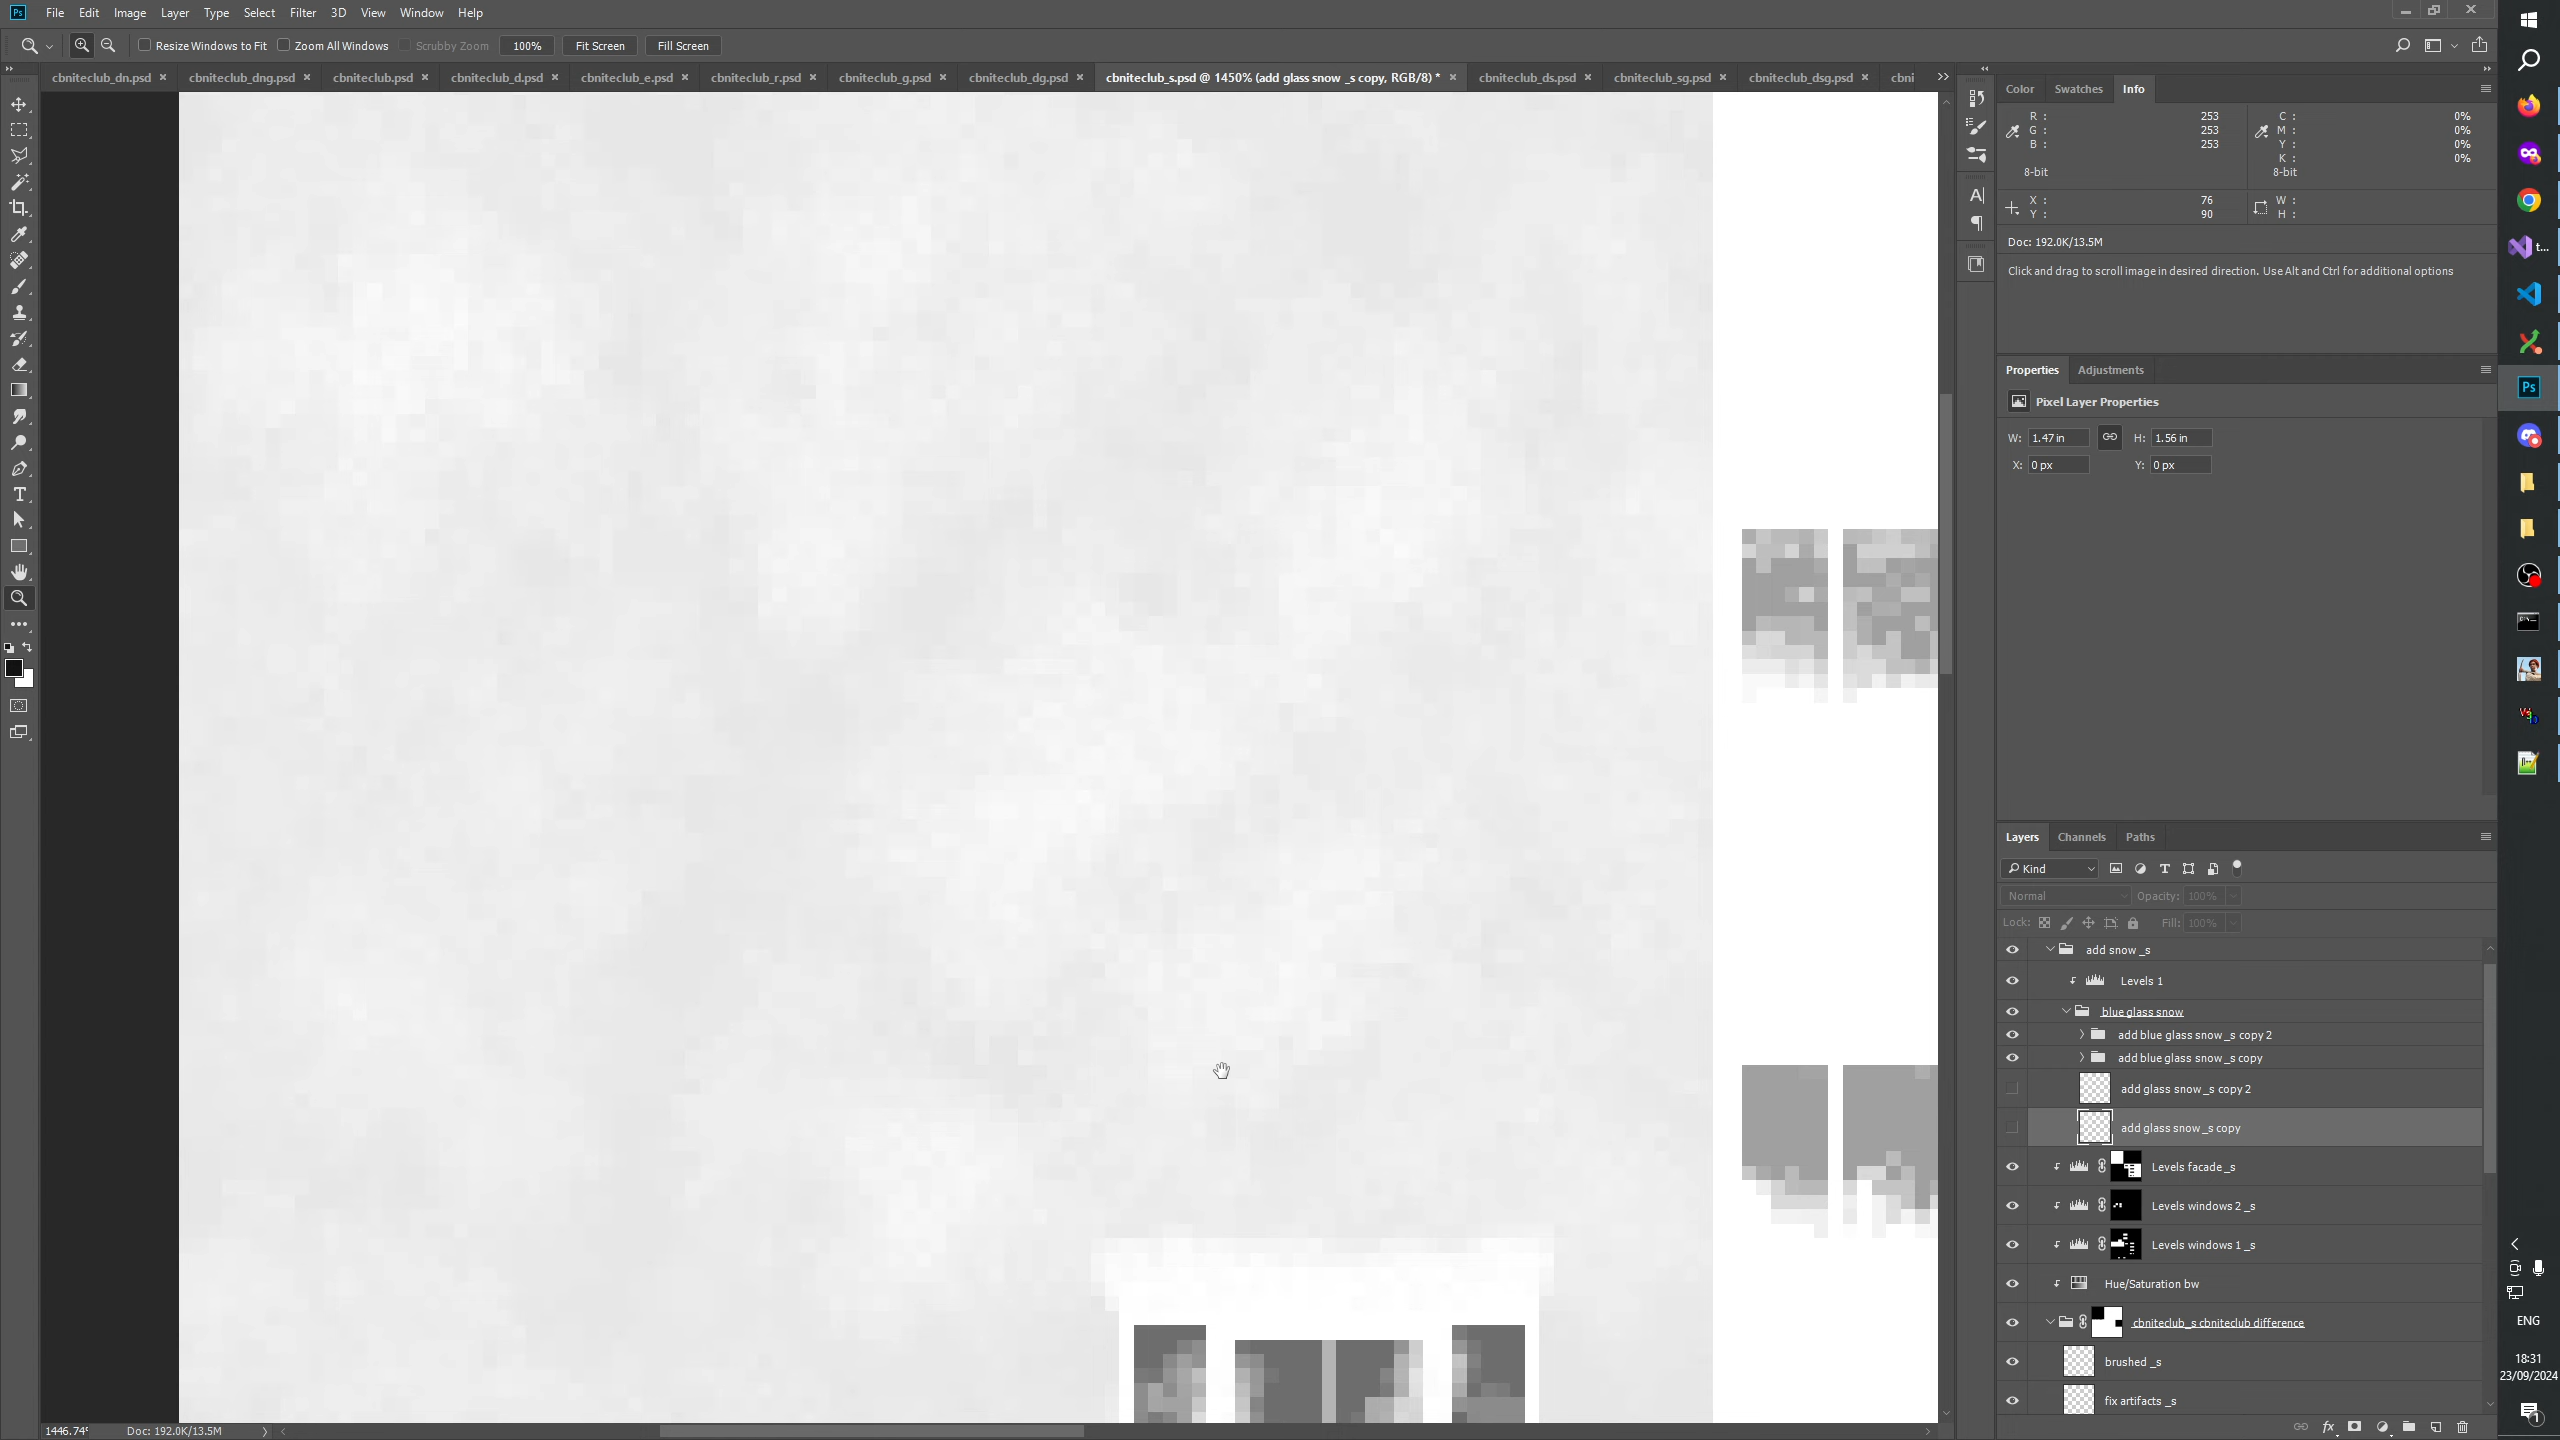 Ps File Edit Image Layer Type Select Filter 3D View Window Help
Resize Windows to Fit Zoom All Windows Scrubby Zoom 100% Fit Screen Fill Screen
cbniteclub_dn.psd × cbniteclub_dng.psd × cbniteclub.psd × cbniteclub_d.psd × cbniteclub_e.psd × cbniteclub_r.psd × cbniteclub_g.psd × cbniteclub_dg.psd × cbniteclub_s.psd @ 1450% (add glass snow _s copy, RGB/8) * × cbniteclub_ds.psd × cbniteclub_sg.psd × cbniteclub_dsg.psd × cbni
Color Swatches Info
R : 253 C : 0%
G : 253 M : 0%
B : 253 Y : 0%
K : 0%
8-bit 8-bit
X : 76 W :
Y : 90 H :
Doc: 192.0K/13.5M
Click and drag to scroll image in desired direction. Use Alt and Ctrl for additional options
Properties Adjustments
Pixel Layer Properties
W: 1.47 in H: 1.56 in
X: 0 px Y: 0 px
Layers Channels Paths
Kind
Normal Opacity: 100%
Lock: Fill: 100%
add snow _s
Levels 1
blue glass snow
add blue glass snow _s copy 2
add blue glass snow _s copy
add glass snow _s copy 2
add glass snow _s copy
Levels facade _s
Levels windows 2 _s
Levels windows 1 _s
Hue/Saturation bw
cbniteclub_s cbniteclub difference
brushed _s
fix artifacts _s
fx
1446.74% Doc: 192.0K/13.5M
t...
Ps
ENG
18:31
23/09/2024
1